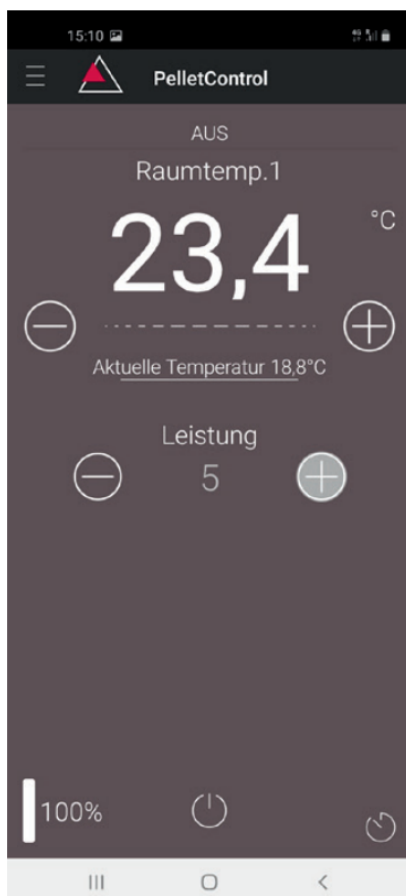 15:10
PelletControl
AUS
Raumtemp.1
23,4 °C
Aktuelle Temperatur 18,8°C
Leistung
5
100%